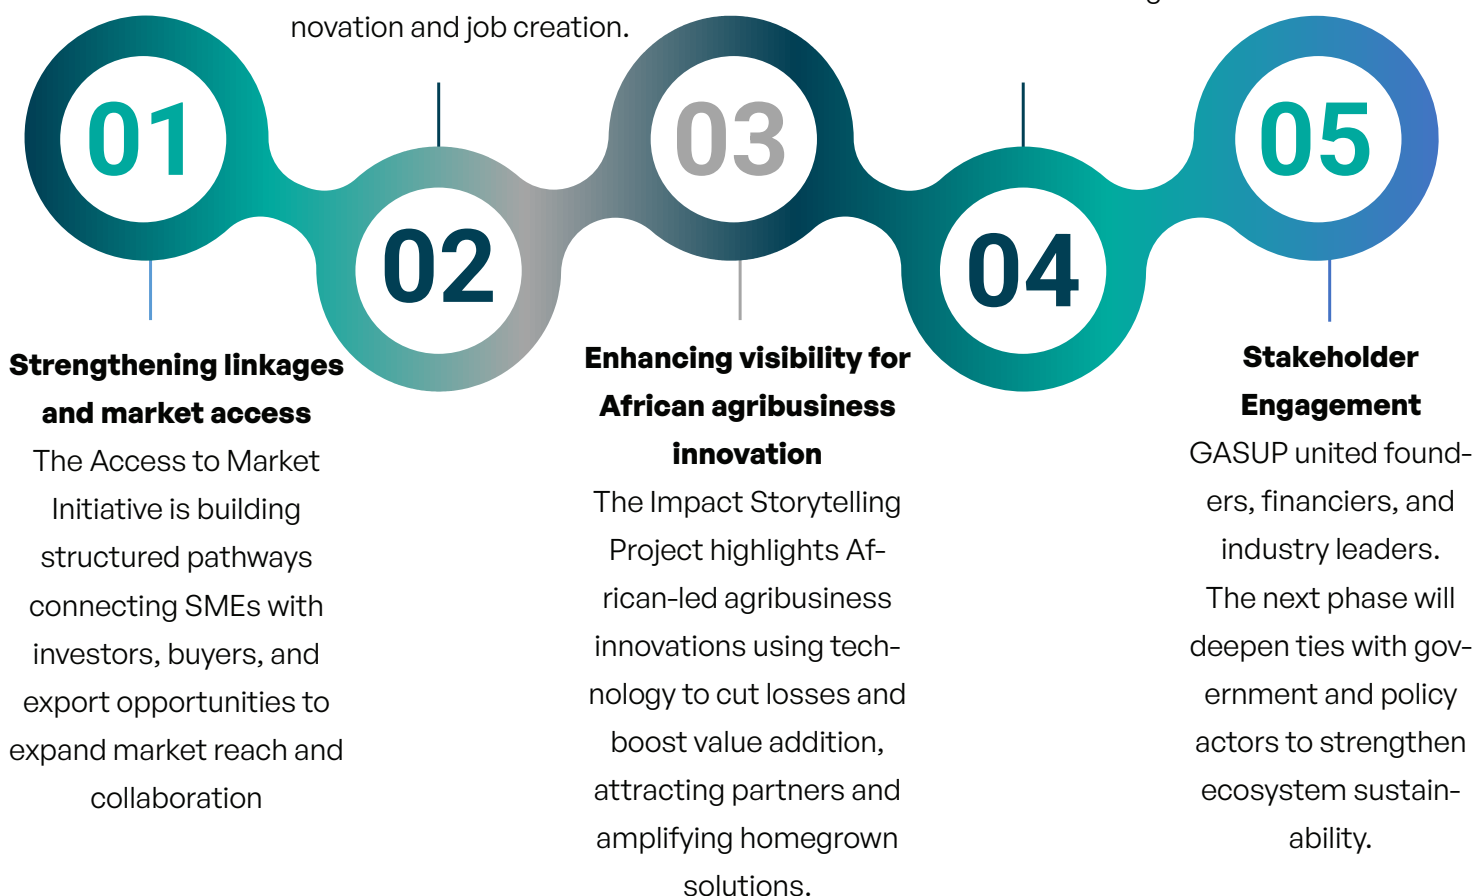 novation and job creation.
01
02
03
04
05
Strengthening linkages
and market access
The Access to Market
Initiative is building
structured pathways
connecting SMEs with
investors, buyers, and
export opportunities to
expand market reach and
collaboration
Enhancing visibility for
African agribusiness
innovation
The Impact Storytelling
Project highlights Af-
rican-led agribusiness
innovations using tech-
nology to cut losses and
boost value addition,
attracting partners and
amplifying homegrown
solutions.
Stakeholder
Engagement
GASUP united found-
ers, financiers, and
industry leaders.
The next phase will
deepen ties with gov-
ernment and policy
actors to strengthen
ecosystem sustain-
ability.